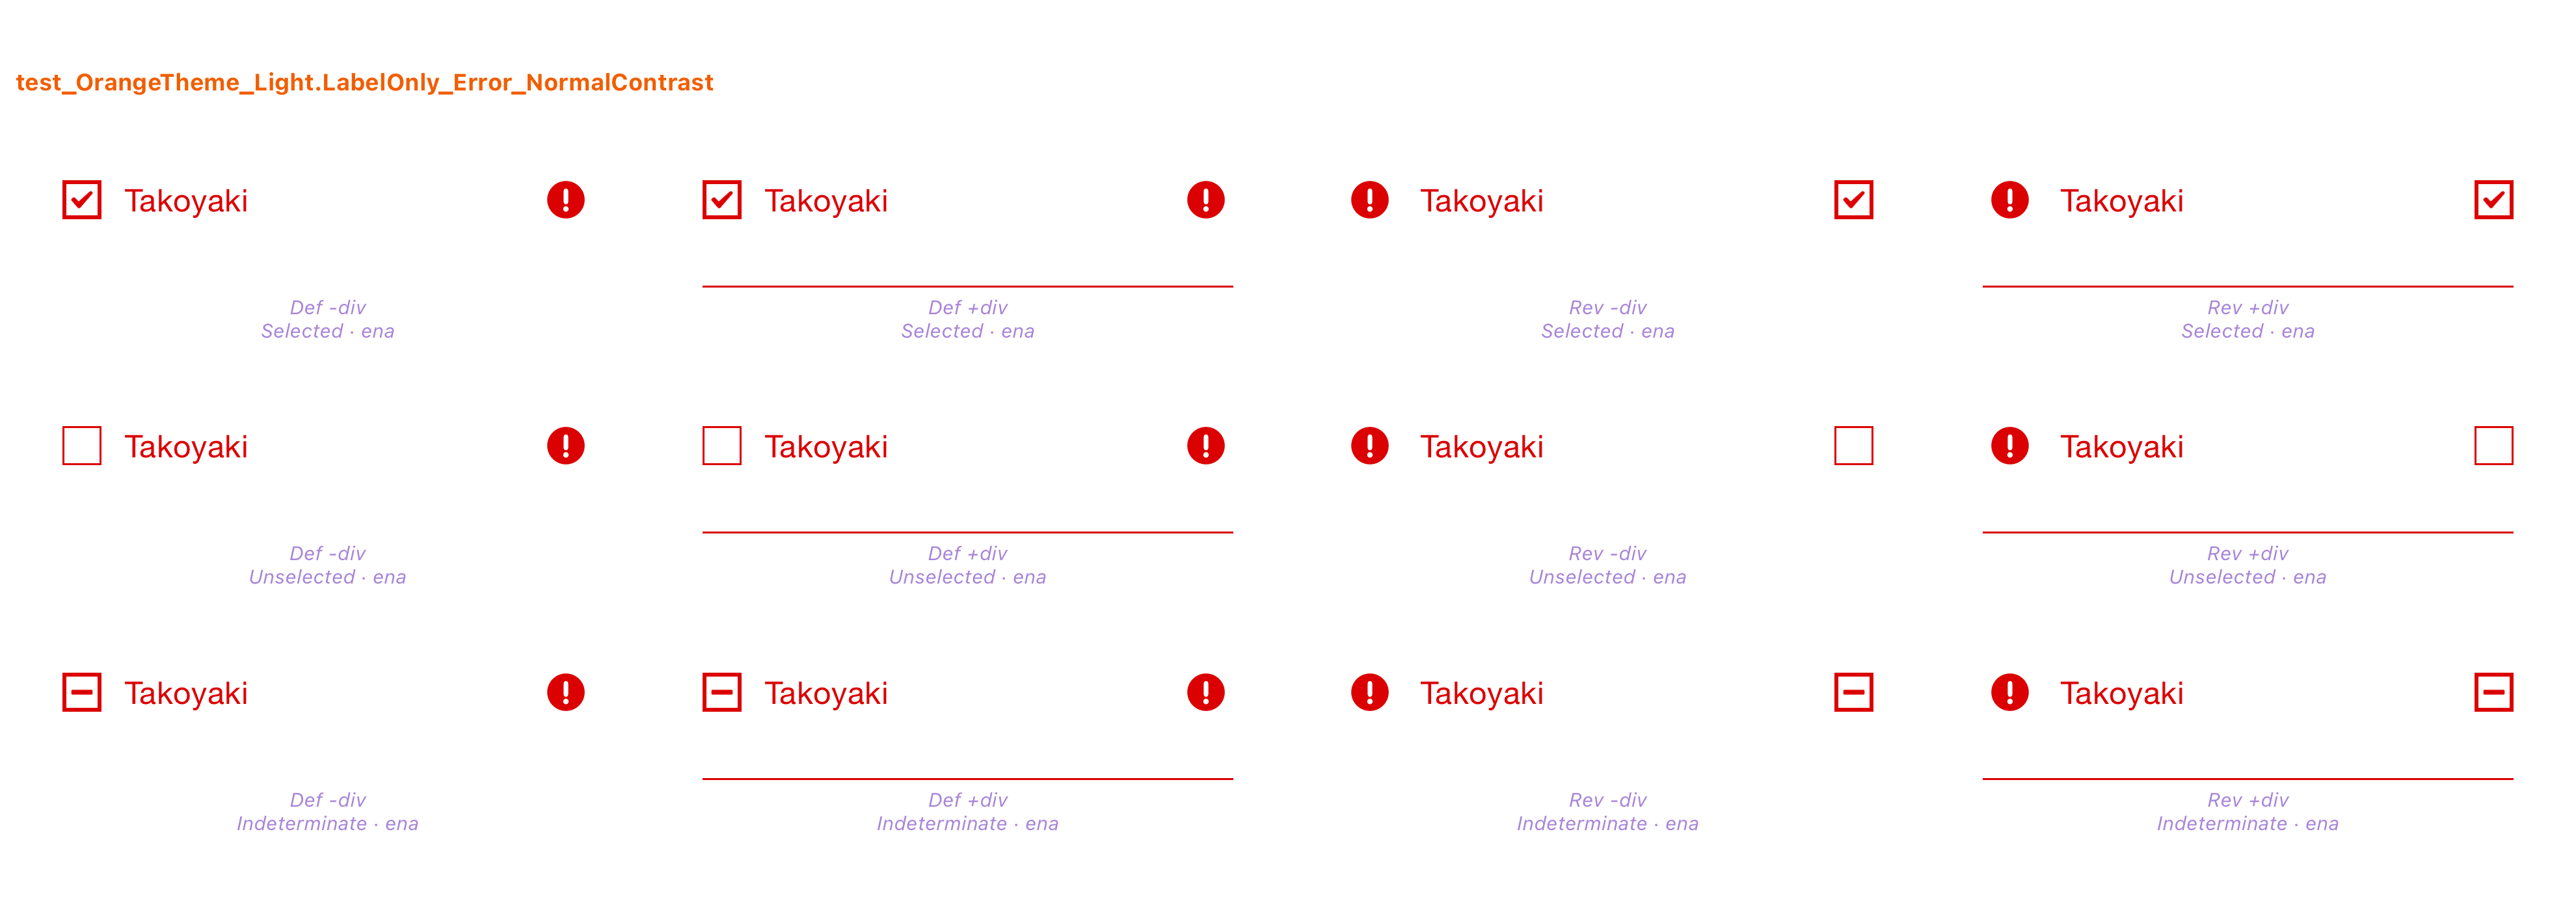 test_OrangeTheme_Light.LabelOnly_Error_NormalContrast
Takoyaki
Takoyaki
Takoyaki
Takoyaki
Def -div
Selected · ena
Def +div
Selected · ena
Rev -div
Selected · ena
Rev +div
Selected · ena
Takoyaki
Takoyaki
Takoyaki
Takoyaki
Def -div
Unselected · ena
Def +div
Unselected · ena
Rev -div
Unselected · ena
Rev +div
Unselected · ena
Takoyaki
Takoyaki
Takoyaki
Takoyaki
Def -div
Indeterminate · ena
Def +div
Indeterminate · ena
Rev -div
Indeterminate · ena
Rev +div
Indeterminate · ena